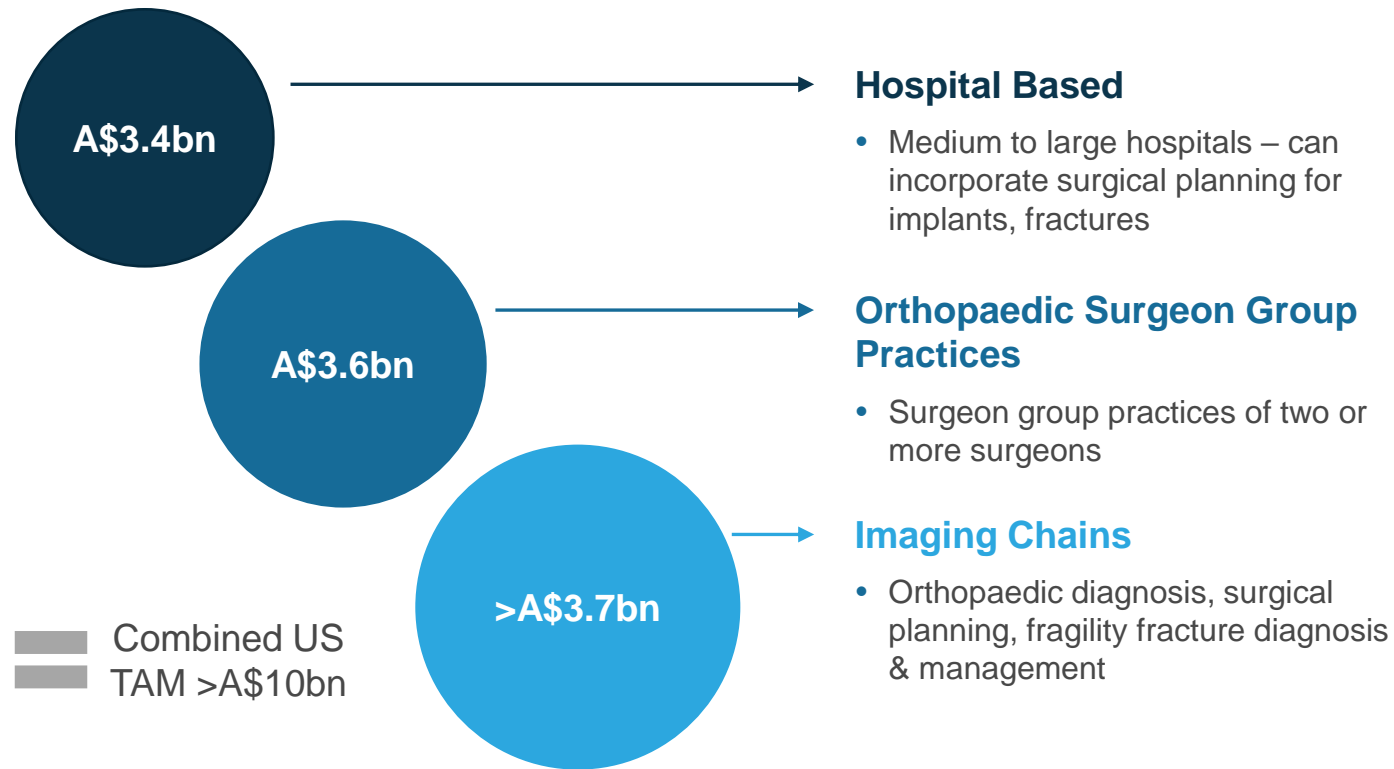 A$3.4bn
Hospital Based
• Medium to large hospitals – can
incorporate surgical planning for
implants, fractures
A$3.6bn
Orthopaedic Surgeon Group
Practices
• Surgeon group practices of two or
more surgeons
>A$3.7bn
Imaging Chains
• Orthopaedic diagnosis, surgical
planning, fragility fracture diagnosis
& management
Combined US
TAM >A$10bn